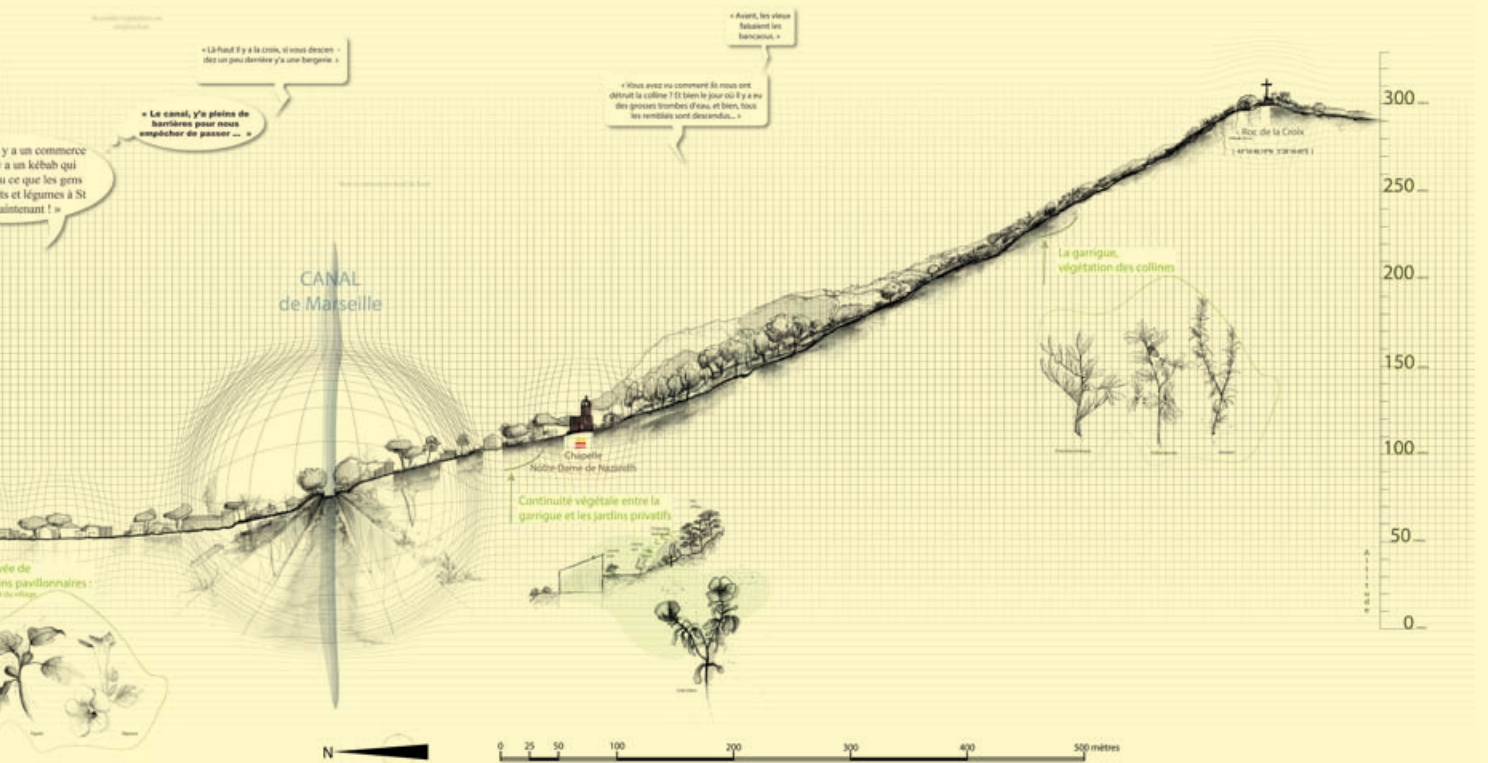 « Avant, les vieux
faisaient les
bancaous. »
« Là-haut il y a la croix, si vous descen -
dez un peu derrière y'a une bergerie. »
« Vous avez vu comment ils nous ont
détruit la colline ? Et bien le jour où il y a eu
des grosses trombes d'eau, et bien, tous
les remblais sont descendus... »
« Le canal, y'a pleins de
barrières pour nous
empêcher de passer ... »
y a un commerce
a un kébab qui
ce que les gens
ts et légumes à St
aintenant ! »
CANAL
de Marseille
Roc de la Croix
La garrigue,
végétation des collines
Chapelle
Notre Dame de Nazareth
Continuité végétale entre la
garrigue et les jardins privatifs
vée de
ins pavillonnaires :
du village
300
250
200
150
100
50
0
Altitude
N
0 25 50 100 200 300 400 500 mètres